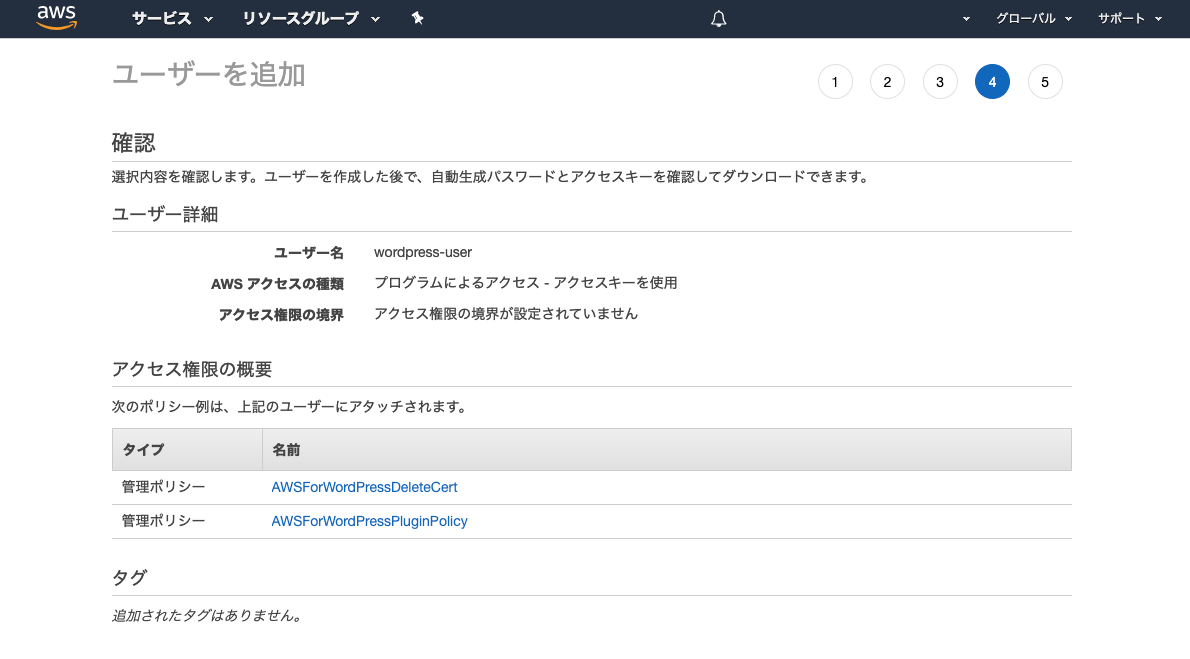 aws サービス リソースグループ グローバル サポート
ユーザーを追加 1 2 3 4 5
確認
選択内容を確認します。ユーザーを作成した後で、自動生成パスワードとアクセスキーを確認してダウンロードできます。
ユーザー詳細
ユーザー名 wordpress-user
AWS アクセスの種類 プログラムによるアクセス - アクセスキーを使用
アクセス権限の境界 アクセス権限の境界が設定されていません
アクセス権限の概要
次のポリシー例は、上記のユーザーにアタッチされます。
タイプ 名前
管理ポリシー AWSForWordPressDeleteCert
管理ポリシー AWSForWordPressPluginPolicy
タグ
追加されたタグはありません。